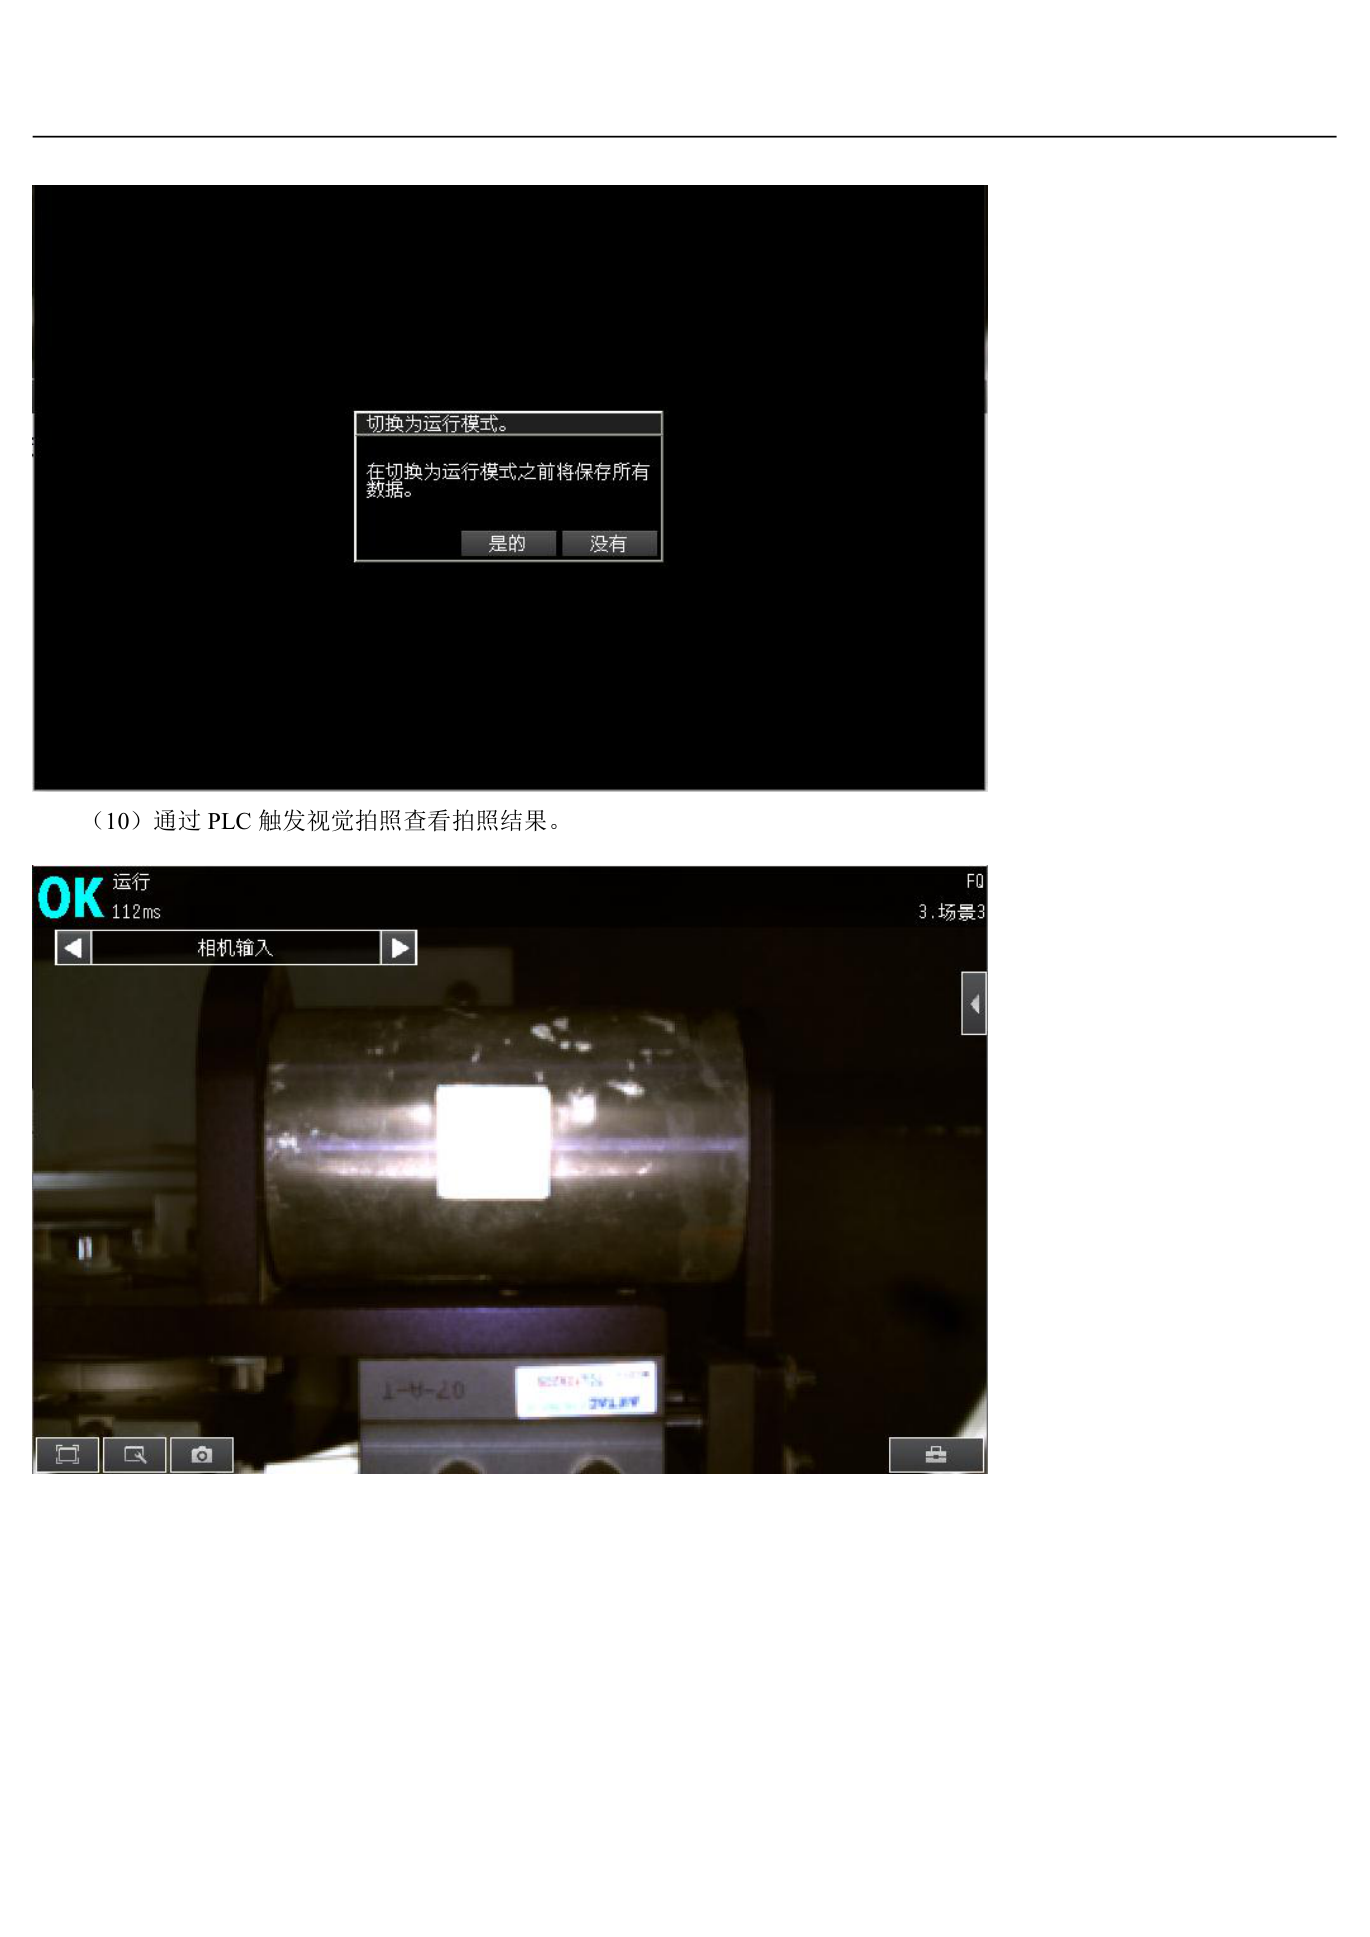 切换为运行模式。
在切换为运行模式之前将保存所有
数据。
是的 没有
（10）通过 PLC 触发视觉拍照查看拍照结果。
OK 运行 FQ
112ms 3.场景3
相机输入
AirTAC